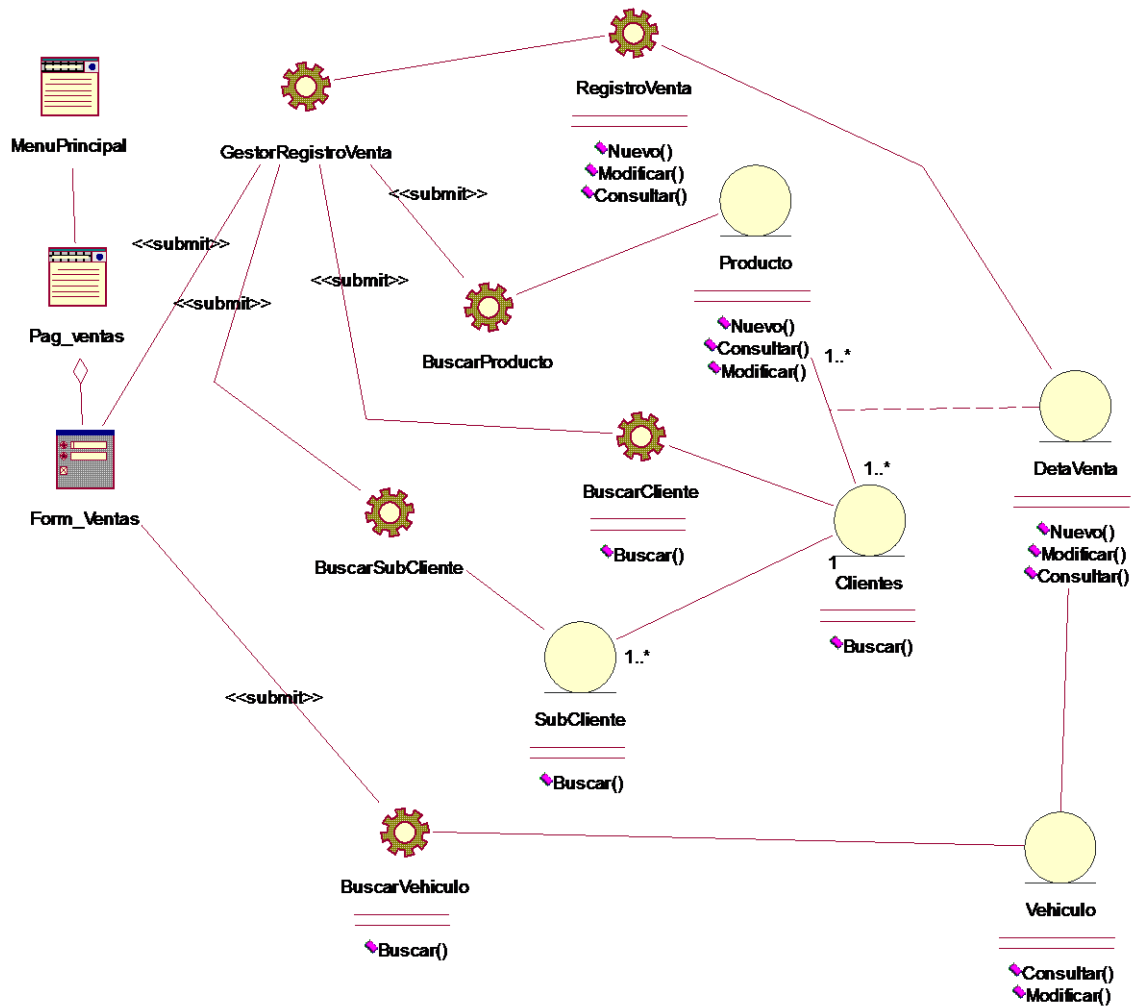 RegistroVenta
Nuevo()
Modificar()
Consultar()
MenuPrincipal
GestorRegistroVenta
<<submit>>
<<submit>>
<<submit>>
<<submit>>
Producto
Nuevo()
Consultar()
Modificar()
1..*
Pag_ventas
BuscarProducto
DetaVenta
Nuevo()
Modificar()
Consultar()
1..*
BuscarCliente
Buscar()
Form_Ventas
BuscarSubCliente
1
Clientes
Buscar()
1..*
SubCliente
Buscar()
<<submit>>
BuscarVehiculo
Buscar()
Vehiculo
Consultar()
Modificar()